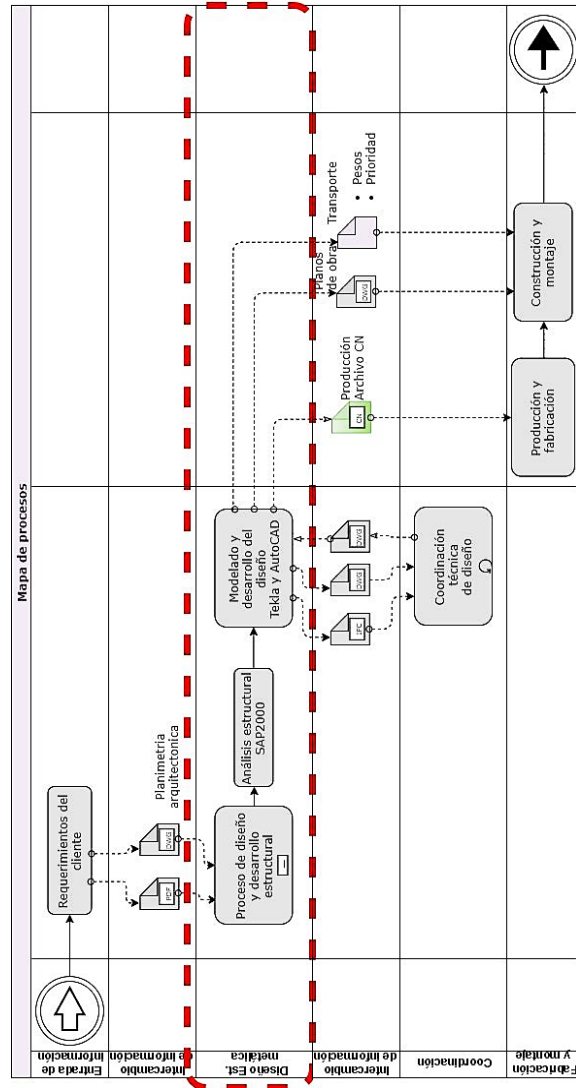 Mapa de procesos
Entrada de
Información
Intercambio
de Información
Diseño Est.
metálica
Intercambio
de Información
Coordinación
Fabricación
y montaje
Requerimientos del
cliente
PDF
DWG
Planimetria
arquitectonica
Proceso de diseño
y desarrollo
estructural
Análisis estructural
SAP2000
Modelado y
desarrollo del
diseño
Tekla y AutoCAD
IFC
DWG
DWG
Coordinación
técnica
de diseño
CN
Producción
Archivo CN
DWG
Planos
de obra
Transporte
• Pesos
• Prioridad
Producción y
fabricación
Construcción y
montaje